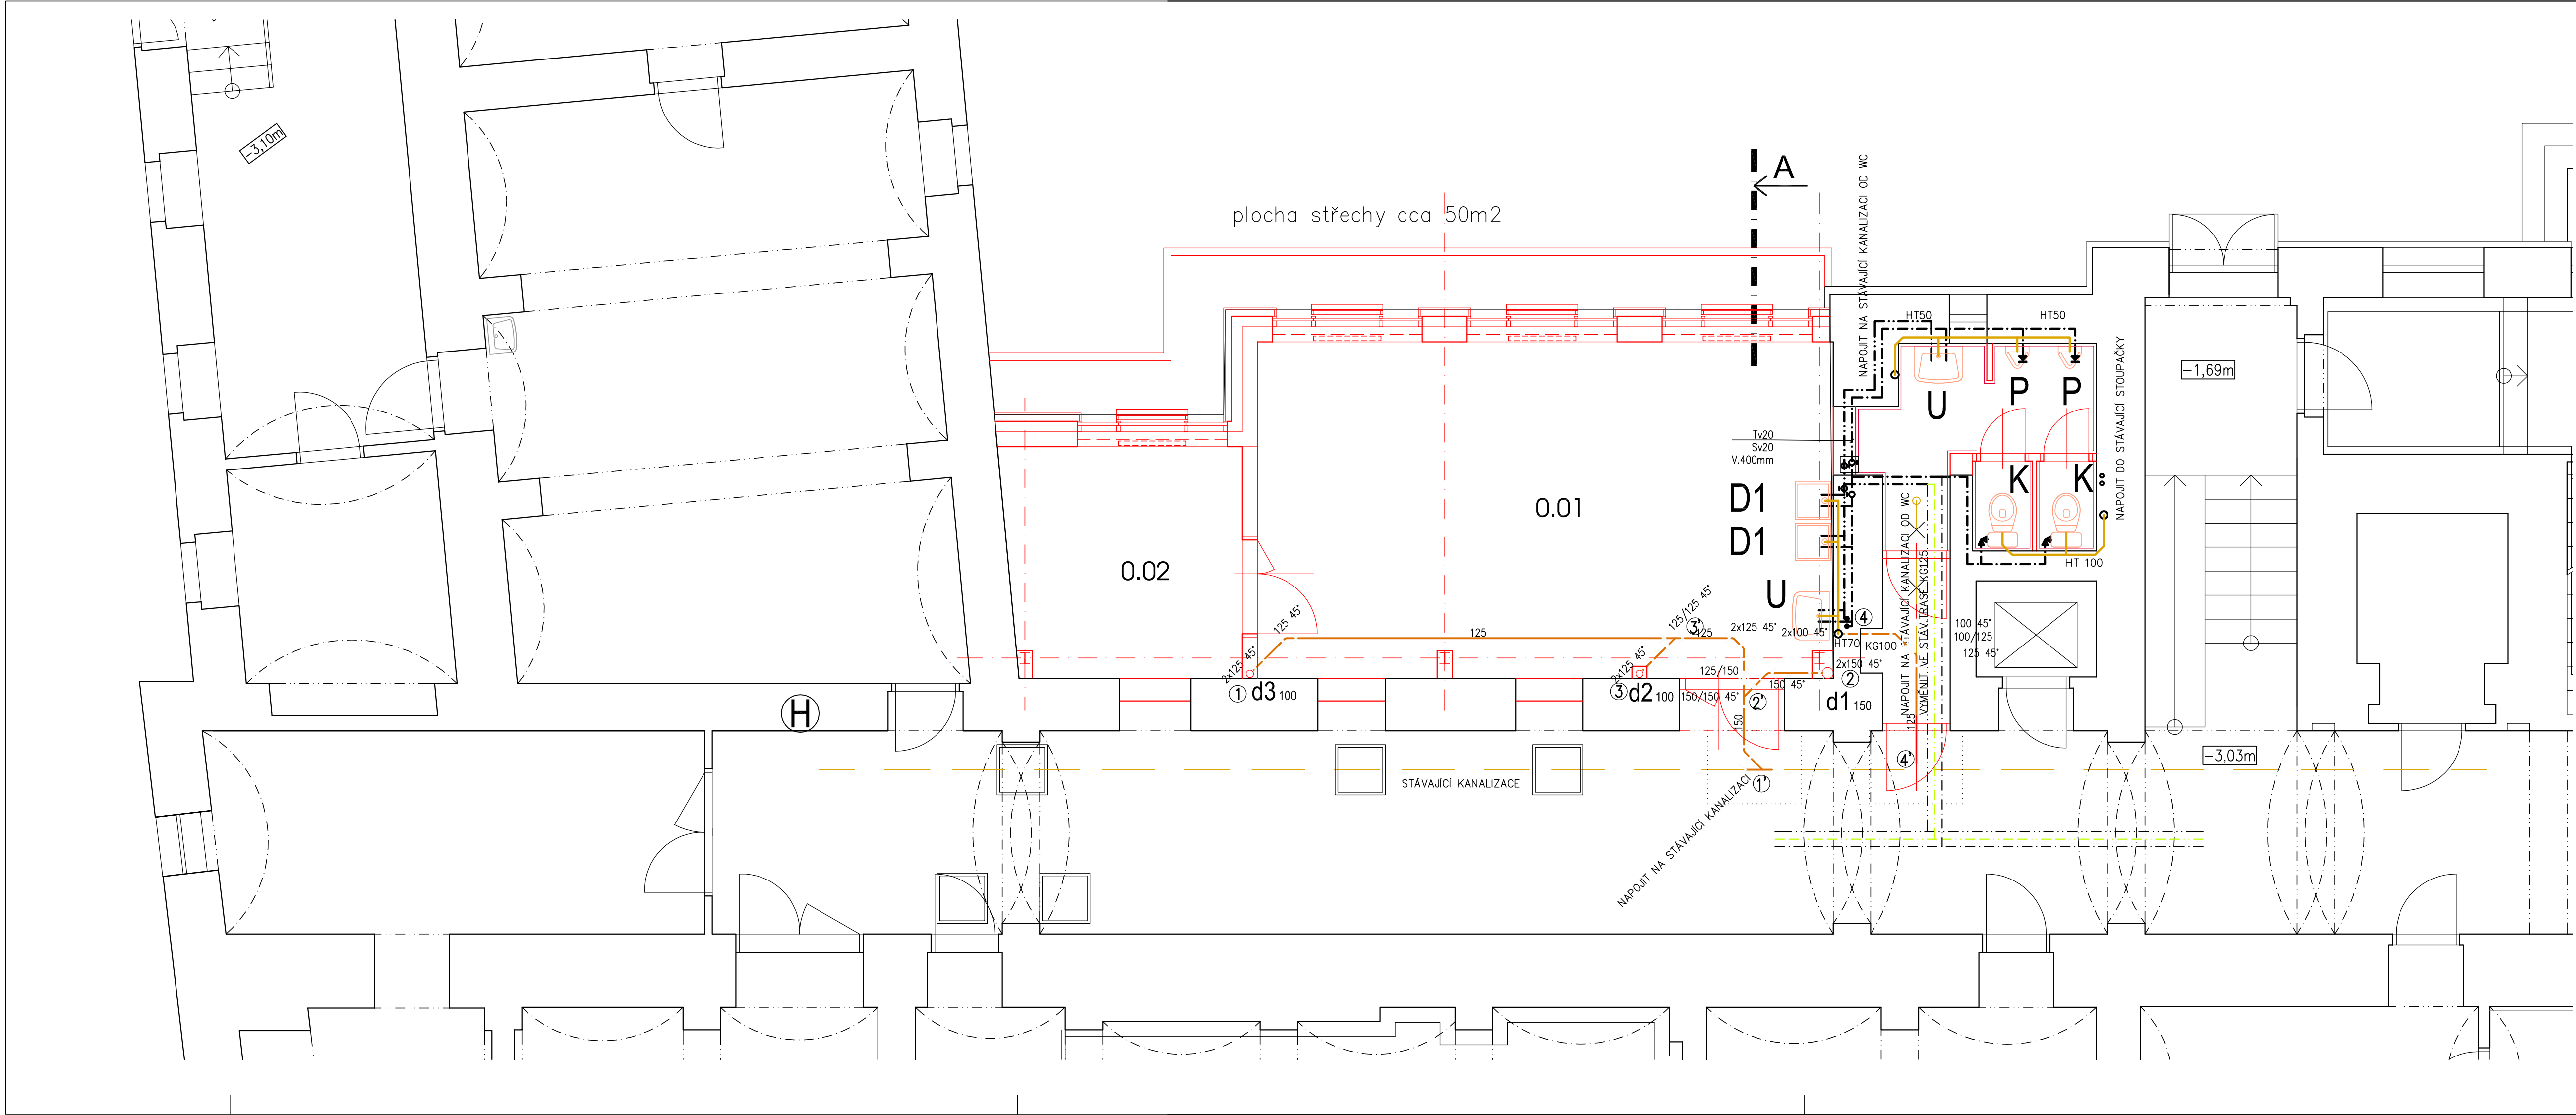 -3,10m
plocha střechy cca 50m2
A
NAPOJIT NA STÁVAJÍCÍ KANALIZACI OD WC
HT50
HT50
U
P
P
NAPOJIT DO STÁVAJÍCÍ STOUPAČKY
-1,69m
Tv20
Sv20
V.400mm
K
K
D1
D1
U
0.01
0.02
HT 100
NAPOJIT NA STÁVAJÍCÍ KANALIZACI OD WC
VYMĚNIT VE STÁV.TRASE KG125
125 45°
125
125/125 45°
3'
125
2x125 45°
2x100 45°
4
HT70
KG100
100 45°
100/125
125 45°
2x125 45°
2x125 45°
125/150
2x150 45°
150 45°
2
1
d3 100
3
d2 100
150/150 45°
2'
d1 150
150
125
H
4'
-3,03m
STÁVAJÍCÍ KANALIZACE
1'
NAPOJIT NA STÁVAJÍCÍ KANALIZACI